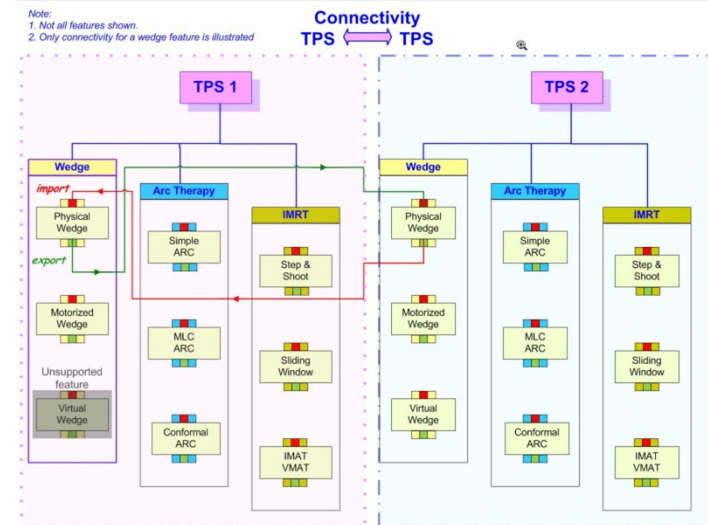 Note:
1. Not all features shown.
2. Only connectivity for a wedge feature is illustrated
Connectivity
TPS TPS
TPS 1
Wedge
import
Physical
Wedge
export
Motorized
Wedge
Unsupported
feature
Virtual
Wedge
Arc Therapy
Simple
ARC
MLC
ARC
Conformal
ARC
IMRT
Step &
Shoot
Sliding
Window
IMAT
VMAT
TPS 2
Wedge
Physical
Wedge
Motorized
Wedge
Virtual
Wedge
Arc Therapy
Simple
ARC
MLC
ARC
Conformal
ARC
IMRT
Step &
Shoot
Sliding
Window
IMAT
VMAT